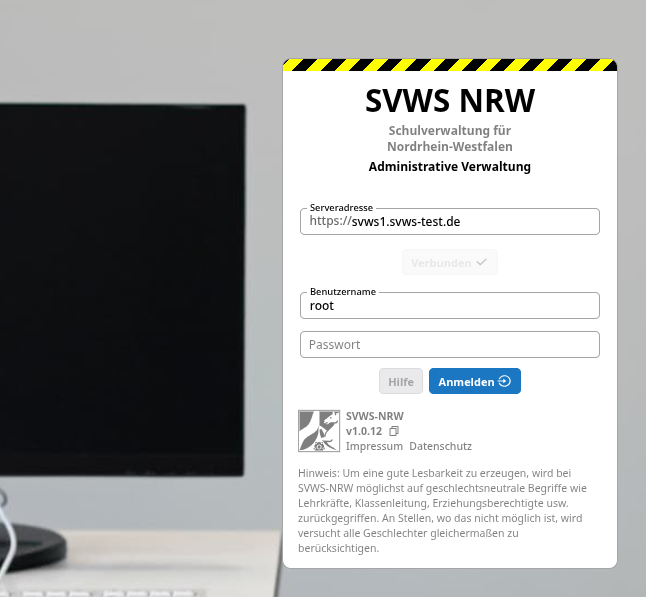 SVWS NRW
Schulverwaltung für
Nordrhein-Westfalen
Administrative Verwaltung
Serveradresse
https://svws1.svws-test.de
Verbunden
Benutzername
root
Passwort
Hilfe Anmelden
SVWS-NRW
v1.0.12
Impressum Datenschutz
Hinweis: Um eine gute Lesbarkeit zu erzeugen, wird bei
SVWS-NRW möglichst auf geschlechtsneutrale Begriffe wie
Lehrkräfte, Klassenleitung, Erziehungsberechtigte usw.
zurückgegriffen. An Stellen, wo das nicht möglich ist, wird
versucht alle Geschlechter gleichermaßen zu
berücksichtigen.